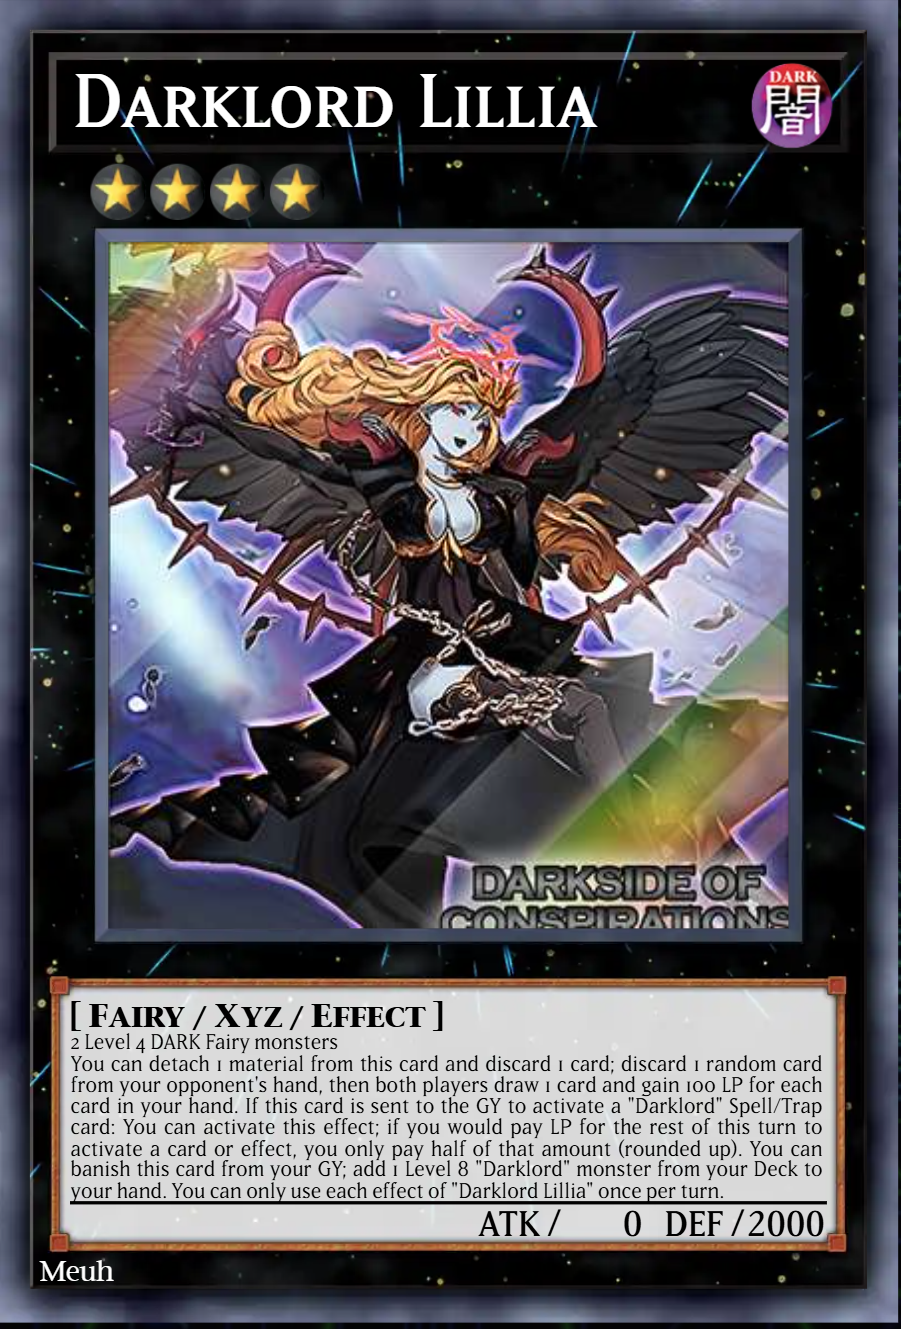 Darklord Lillia
DARK
闇
DARKSIDE OF
CONSPIRATIONS
[ Fairy / Xyz / Effect ]
2 Level 4 DARK Fairy monsters
You can detach 1 material from this card and discard 1 card; discard 1 random card
from your opponent's hand, then both players draw 1 card and gain 100 LP for each
card in your hand. If this card is sent to the GY to activate a "Darklord" Spell/Trap
card: You can activate this effect; if you would pay LP for the rest of this turn to
activate a card or effect, you only pay half of that amount (rounded up). You can
banish this card from your GY; add 1 Level 8 "Darklord" monster from your Deck to
your hand. You can only use each effect of "Darklord Lillia" once per turn.
ATK / 0 DEF / 2000
Meuh